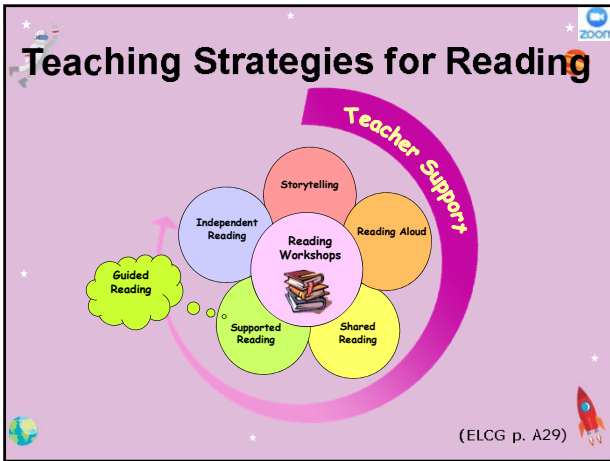 zoom
Teaching Strategies for Reading
Teacher Support
Storytelling
Independent
Reading
Reading Aloud
Reading
Workshops
Guided
Reading
Supported
Reading
Shared
Reading
(ELCG p. A29)